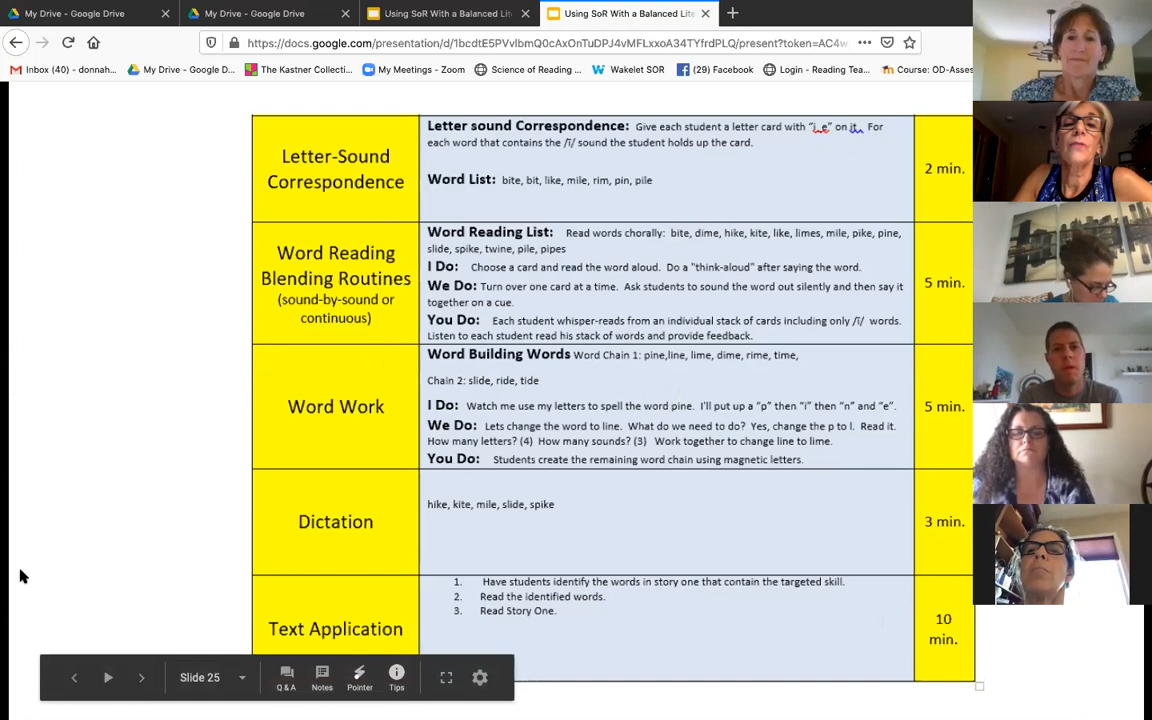 My Drive - Google Drive
My Drive - Google Drive
Using SoR With a Balanced Lite
Using SoR With a Balanced Lite
https://docs.google.com/presentation/d/1bcdtE5PVvIbmQ0cAxOnTuDPJ4vMFLxxoA34TYfrdPLQ/present?token=AC4w
Inbox (40) - donnah
My Drive - Google D
The Kastner Collecti
My Meetings - Zoom
Science of Reading
Wakelet SOR
(29) Facebook
Login - Reading Tea
Course: OD-Asses
Letter-Sound
Correspondence
Letter sound Correspondence: Give each student a letter card with "i_e" on it. For
each word that contains the /ī/ sound the student holds up the card.
Word List: bite, bit, like, mile, rim, pin, pile
2 min.
Word Reading
Blending Routines
(sound-by-sound or
continuous)
Word Reading List: Read words chorally: bite, dime, hike, kite, like, limes, mile, pike, pine,
slide, spike, twine, pile, pipes
I Do: Choose a card and read the word aloud. Do a "think-aloud" after saying the word.
We Do: Turn over one card at a time. Ask students to sound the word out silently and then say it
together on a cue.
You Do: Each student whisper-reads from an individual stack of cards including only /ī/ words.
Listen to each student read his stack of words and provide feedback.
5 min.
Word Work
Word Building Words Word Chain 1: pine,line, lime, dime, rime, time,
Chain 2: slide, ride, tide
I Do: Watch me use my letters to spell the word pine. I'll put up a "p" then "i" then "n" and "e".
We Do: Lets change the word to line. What do we need to do? Yes, change the p to l. Read it.
How many letters? (4) How many sounds? (3) Work together to change line to lime.
You Do: Students create the remaining word chain using magnetic letters.
5 min.
Dictation
hike, kite, mile, slide, spike
3 min.
Text Application
1. Have students identify the words in story one that contain the targeted skill.
2. Read the identified words.
3. Read Story One.
10
min.
Slide 25
Q & A
Notes
Pointer
Tips